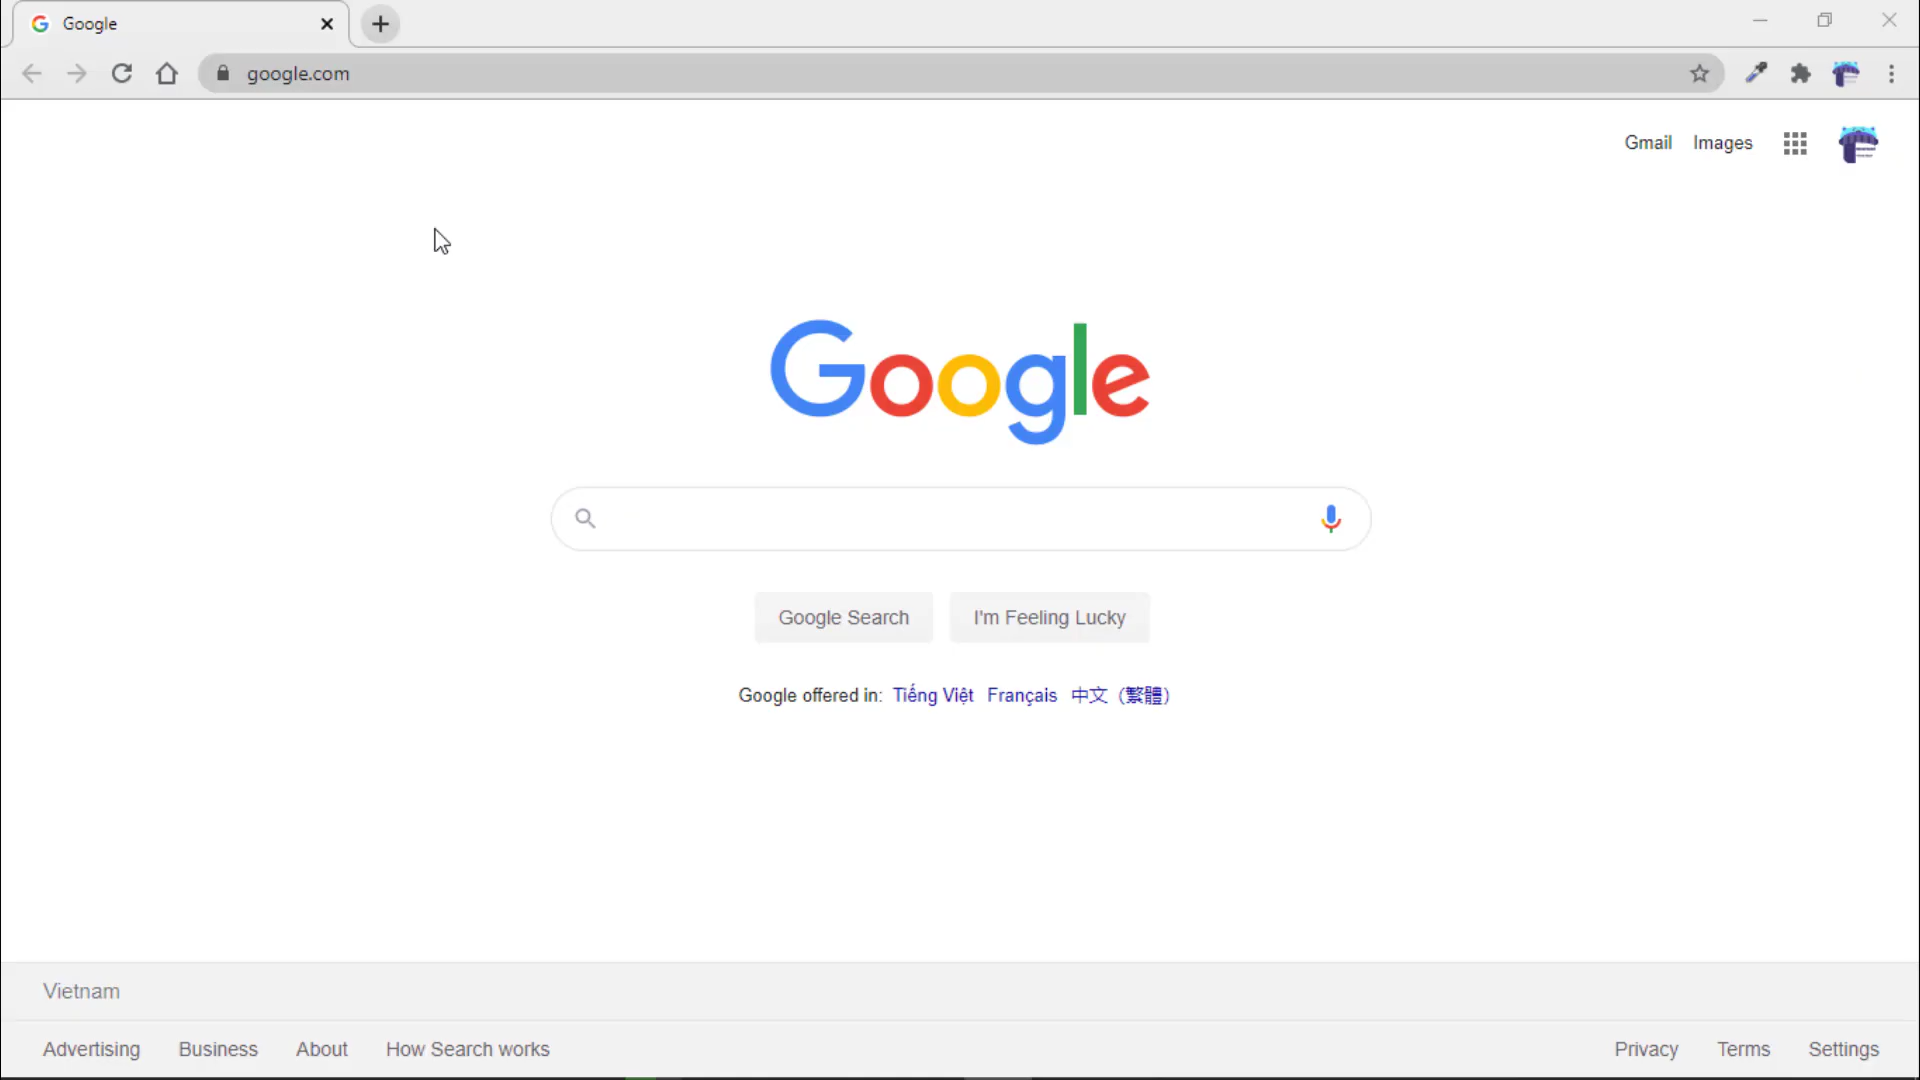 Google
google.com
Gmail Images
Google
Google Search I'm Feeling Lucky
Google offered in: Tiếng Việt Français 中文（繁體）
Vietnam
Advertising Business About How Search works Privacy Terms Settings